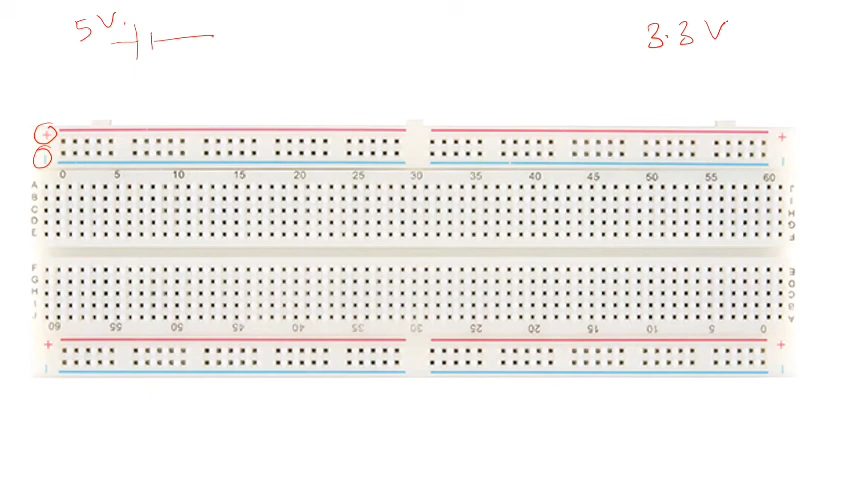 5V. 3.3 V
+ +
- -
0 5 10 15 20 25 30 35 40 45 50 55 60
A J
B I
C H
D G
E F
F E
G D
H C
I B
J A
60 55 50 45 40 35 30 25 20 15 10 5 0
+ +
- -